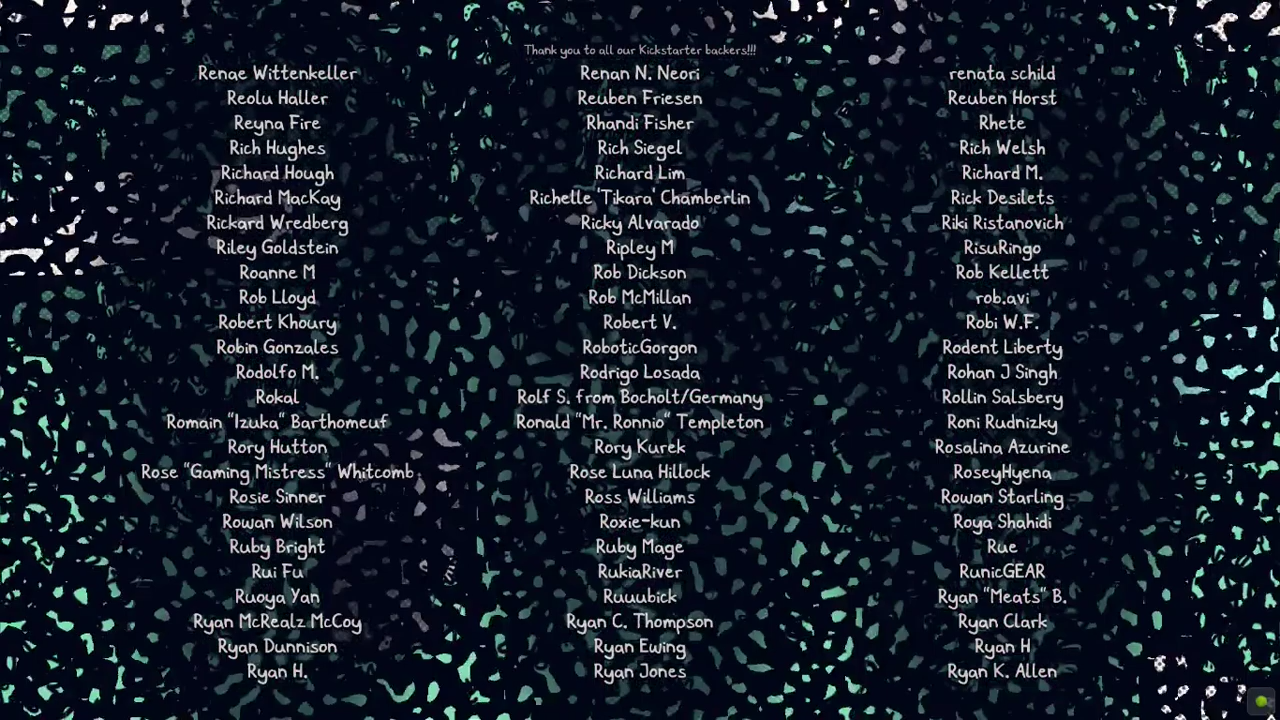 Thank you to all our Kickstarter backers!!!
Renae Wittenkeller Renan N. Neori renata schild
Reolu Haller Reuben Friesen Reuben Horst
Reyna Fire Rhandi Fisher Rhete
Rich Hughes Rich Siegel Rich Welsh
Richard Hough Richard Lim Richard M.
Richard MacKay Richelle 'Tikara' Chamberlin Rick Desilets
Rickard Wredberg Ricky Alvarado Riki Ristanovich
Riley Goldstein Ripley M RisuRingo
Roanne M Rob Dickson Rob Kellett
Rob Lloyd Rob McMillan rob.avi
Robert Khoury Robert V. Robi W.F.
Robin Gonzales RoboticGorgon Rodent Liberty
Rodolfo M. Rodrigo Losada Rohan J Singh
Rokal Rolf S. from Bocholt/Germany Rollin Salsbery
Romain "Izuka" Barthomeuf Ronald "Mr. Ronnio" Templeton Roni Rudnizky
Rory Hutton Rory Kurek Rosalina Azurine
Rose "Gaming Mistress" Whitcomb Rose Luna Hillock RoseyHyena
Rosie Sinner Ross Williams Rowan Starling
Rowan Wilson Roxie-kun Roya Shahidi
Ruby Bright Ruby Mage Rue
Rui Fu RukiaRiver RunicGEAR
Ruoya Yan Ruuubick Ryan "Meats" B.
Ryan McRealz McCoy Ryan C. Thompson Ryan Clark
Ryan Dunnison Ryan Ewing Ryan H
Ryan H. Ryan Jones Ryan K. Allen